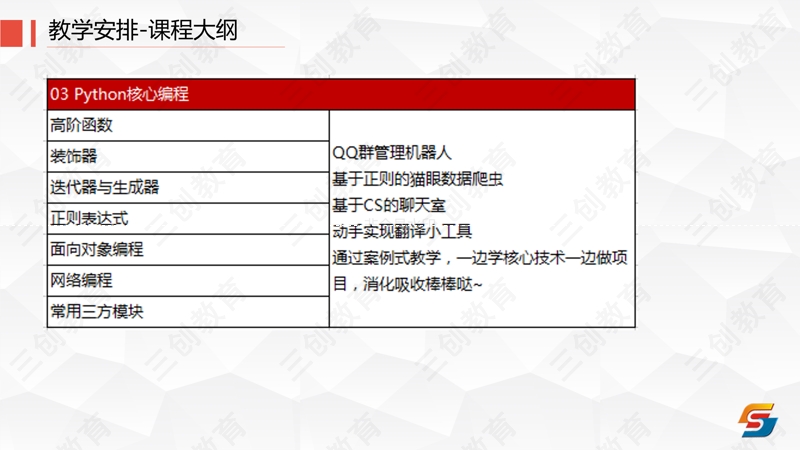 教学安排-课程大纲
03 Python核心编程
高阶函数
装饰器
迭代器与生成器
正则表达式
面向对象编程
网络编程
常用三方模块
QQ群管理机器人
基于正则的猫眼数据爬虫
基于CS的聊天室
动手实现翻译小工具
通过案例式教学，一边学核心技术一边做项
目，消化吸收棒棒哒~
三创教育